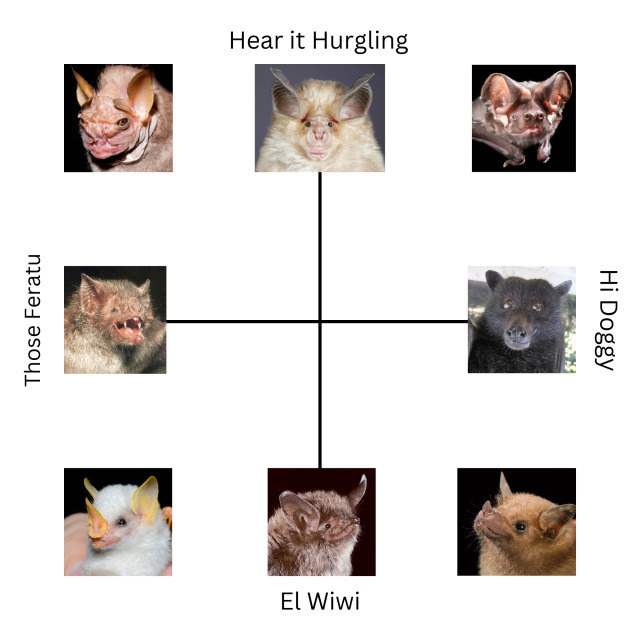 Hear it Hurgling
Those Feratu
Hi Doggy
El Wiwi